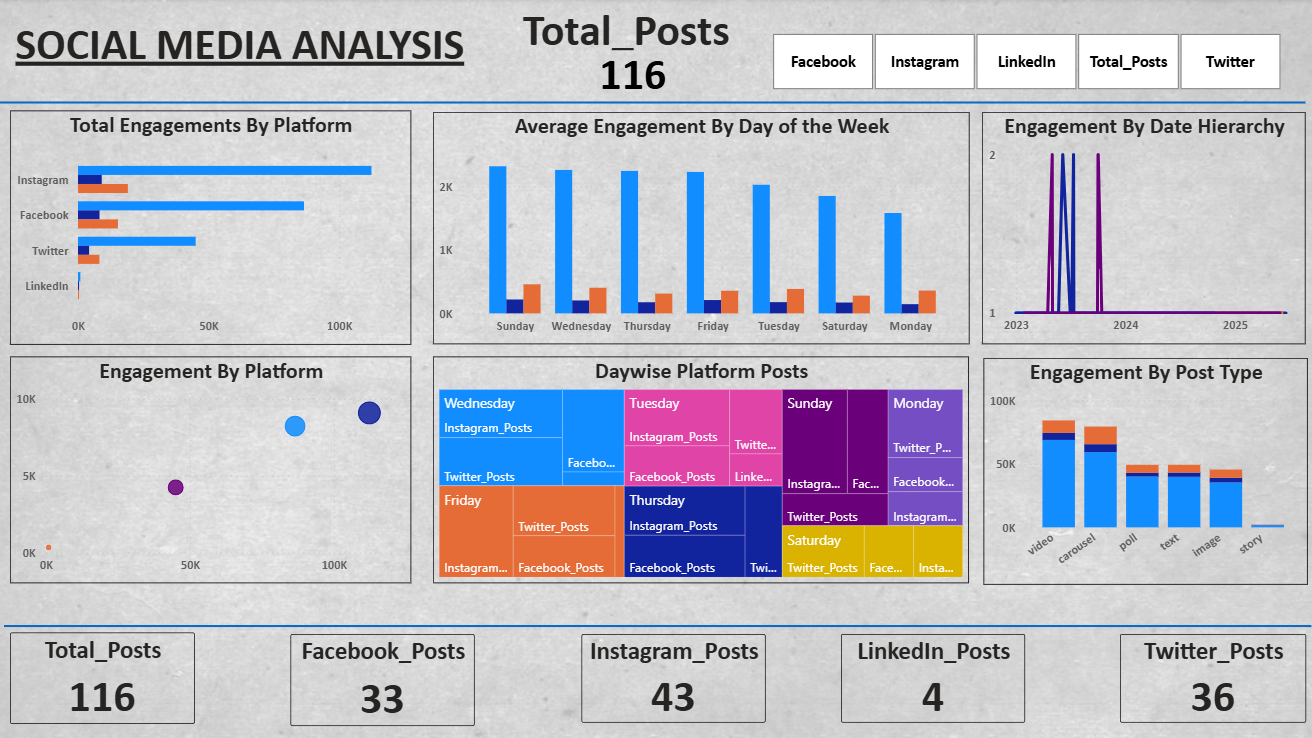 SOCIAL MEDIA ANALYSIS
Total_Posts
116
Facebook
Instagram
LinkedIn
Total_Posts
Twitter
Total Engagements By Platform
Instagram
Facebook
Twitter
LinkedIn
0K 50K 100K
Average Engagement By Day of the Week
2K
1K
0K
Sunday Wednesday Thursday Friday Tuesday Saturday Monday
Engagement By Date Hierarchy
2
1
2023 2024 2025
Engagement By Platform
10K
5K
0K
0K 50K 100K
Daywise Platform Posts
Wednesday
Instagram_Posts
Twitter_Posts
Facebo...
Tuesday
Instagram_Posts
Facebook_Posts
Twitte...
Linke...
Sunday
Instagra...
Fac...
Twitter_Posts
Monday
Twitter_P...
Facebook...
Instagram...
Friday
Instagram...
Twitter_Posts
Facebook_Posts
Thursday
Instagram_Posts
Facebook_Posts
Twi...
Saturday
Twitter_Posts
Face...
Insta...
Engagement By Post Type
100K
50K
0K
video carousel poll text image story
Total_Posts
116
Facebook_Posts
33
Instagram_Posts
43
LinkedIn_Posts
4
Twitter_Posts
36